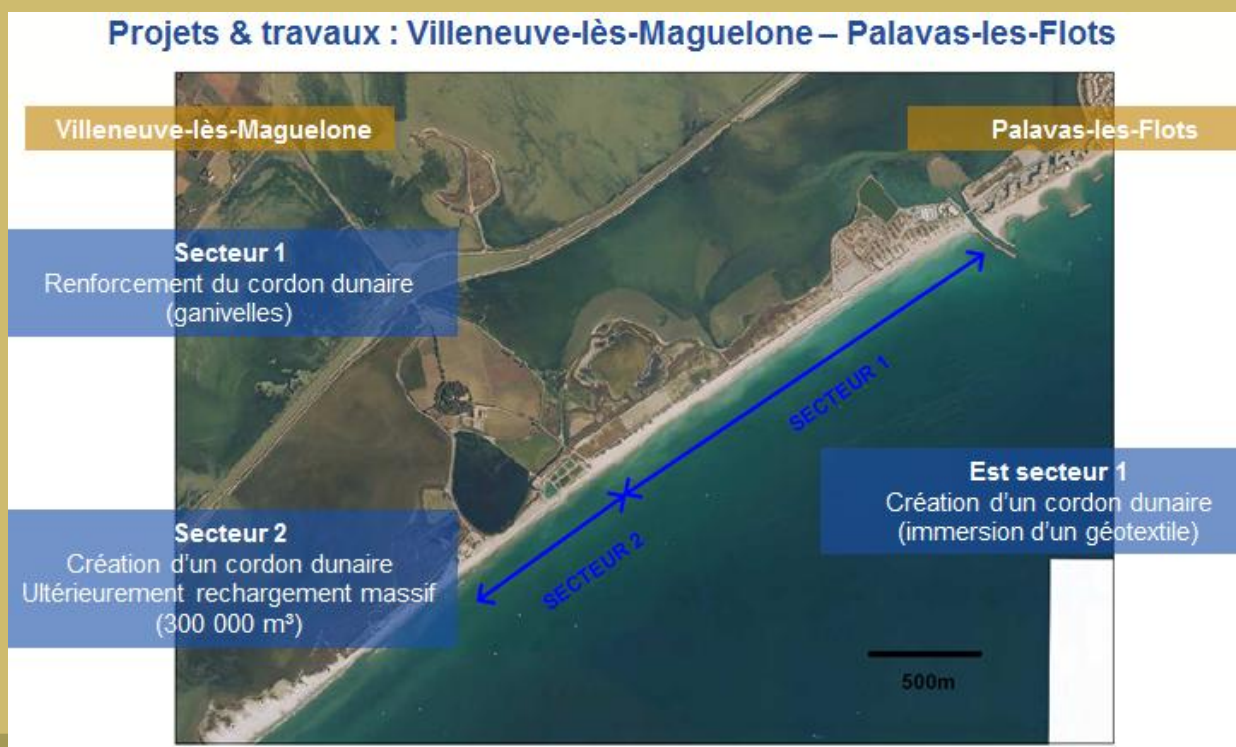 Projets & travaux : Villeneuve-lès-Maguelone – Palavas-les-Flots
Villeneuve-lès-Maguelone
Palavas-les-Flots
Secteur 1
Renforcement du cordon dunaire
(ganivelles)
SECTEUR 1
Est secteur 1
Création d'un cordon dunaire
(immersion d'un géotextile)
Secteur 2
Création d'un cordon dunaire
Ultérieurement rechargement massif
(300 000 m³)
SECTEUR 2
500m